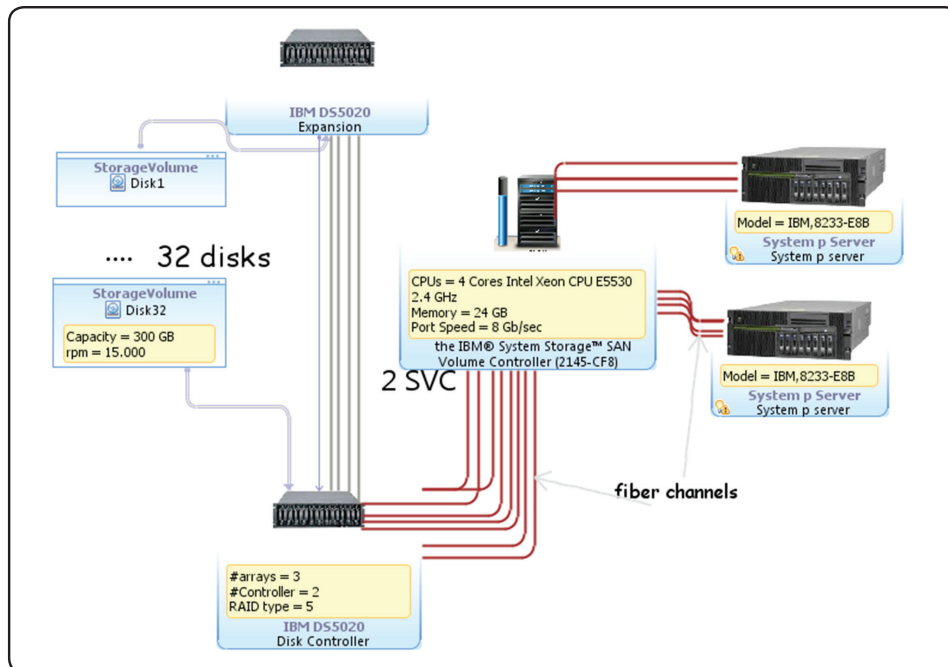 IBM DS5020
Expansion
StorageVolume
Disk1
.... 32 disks
StorageVolume
Disk32
Capacity = 300 GB
rpm = 15.000
CPUs = 4 Cores Intel Xeon CPU E5530
2.4 GHz
Memory = 24 GB
Port Speed = 8 Gb/sec
the IBM® System Storage™ SAN
Volume Controller (2145-CF8)
2 SVC
Model = IBM,8233-E8B
System p Server
System p server
Model = IBM,8233-E8B
System p Server
System p server
fiber channels
#arrays = 3
#Controller = 2
RAID type = 5
IBM DS5020
Disk Controller